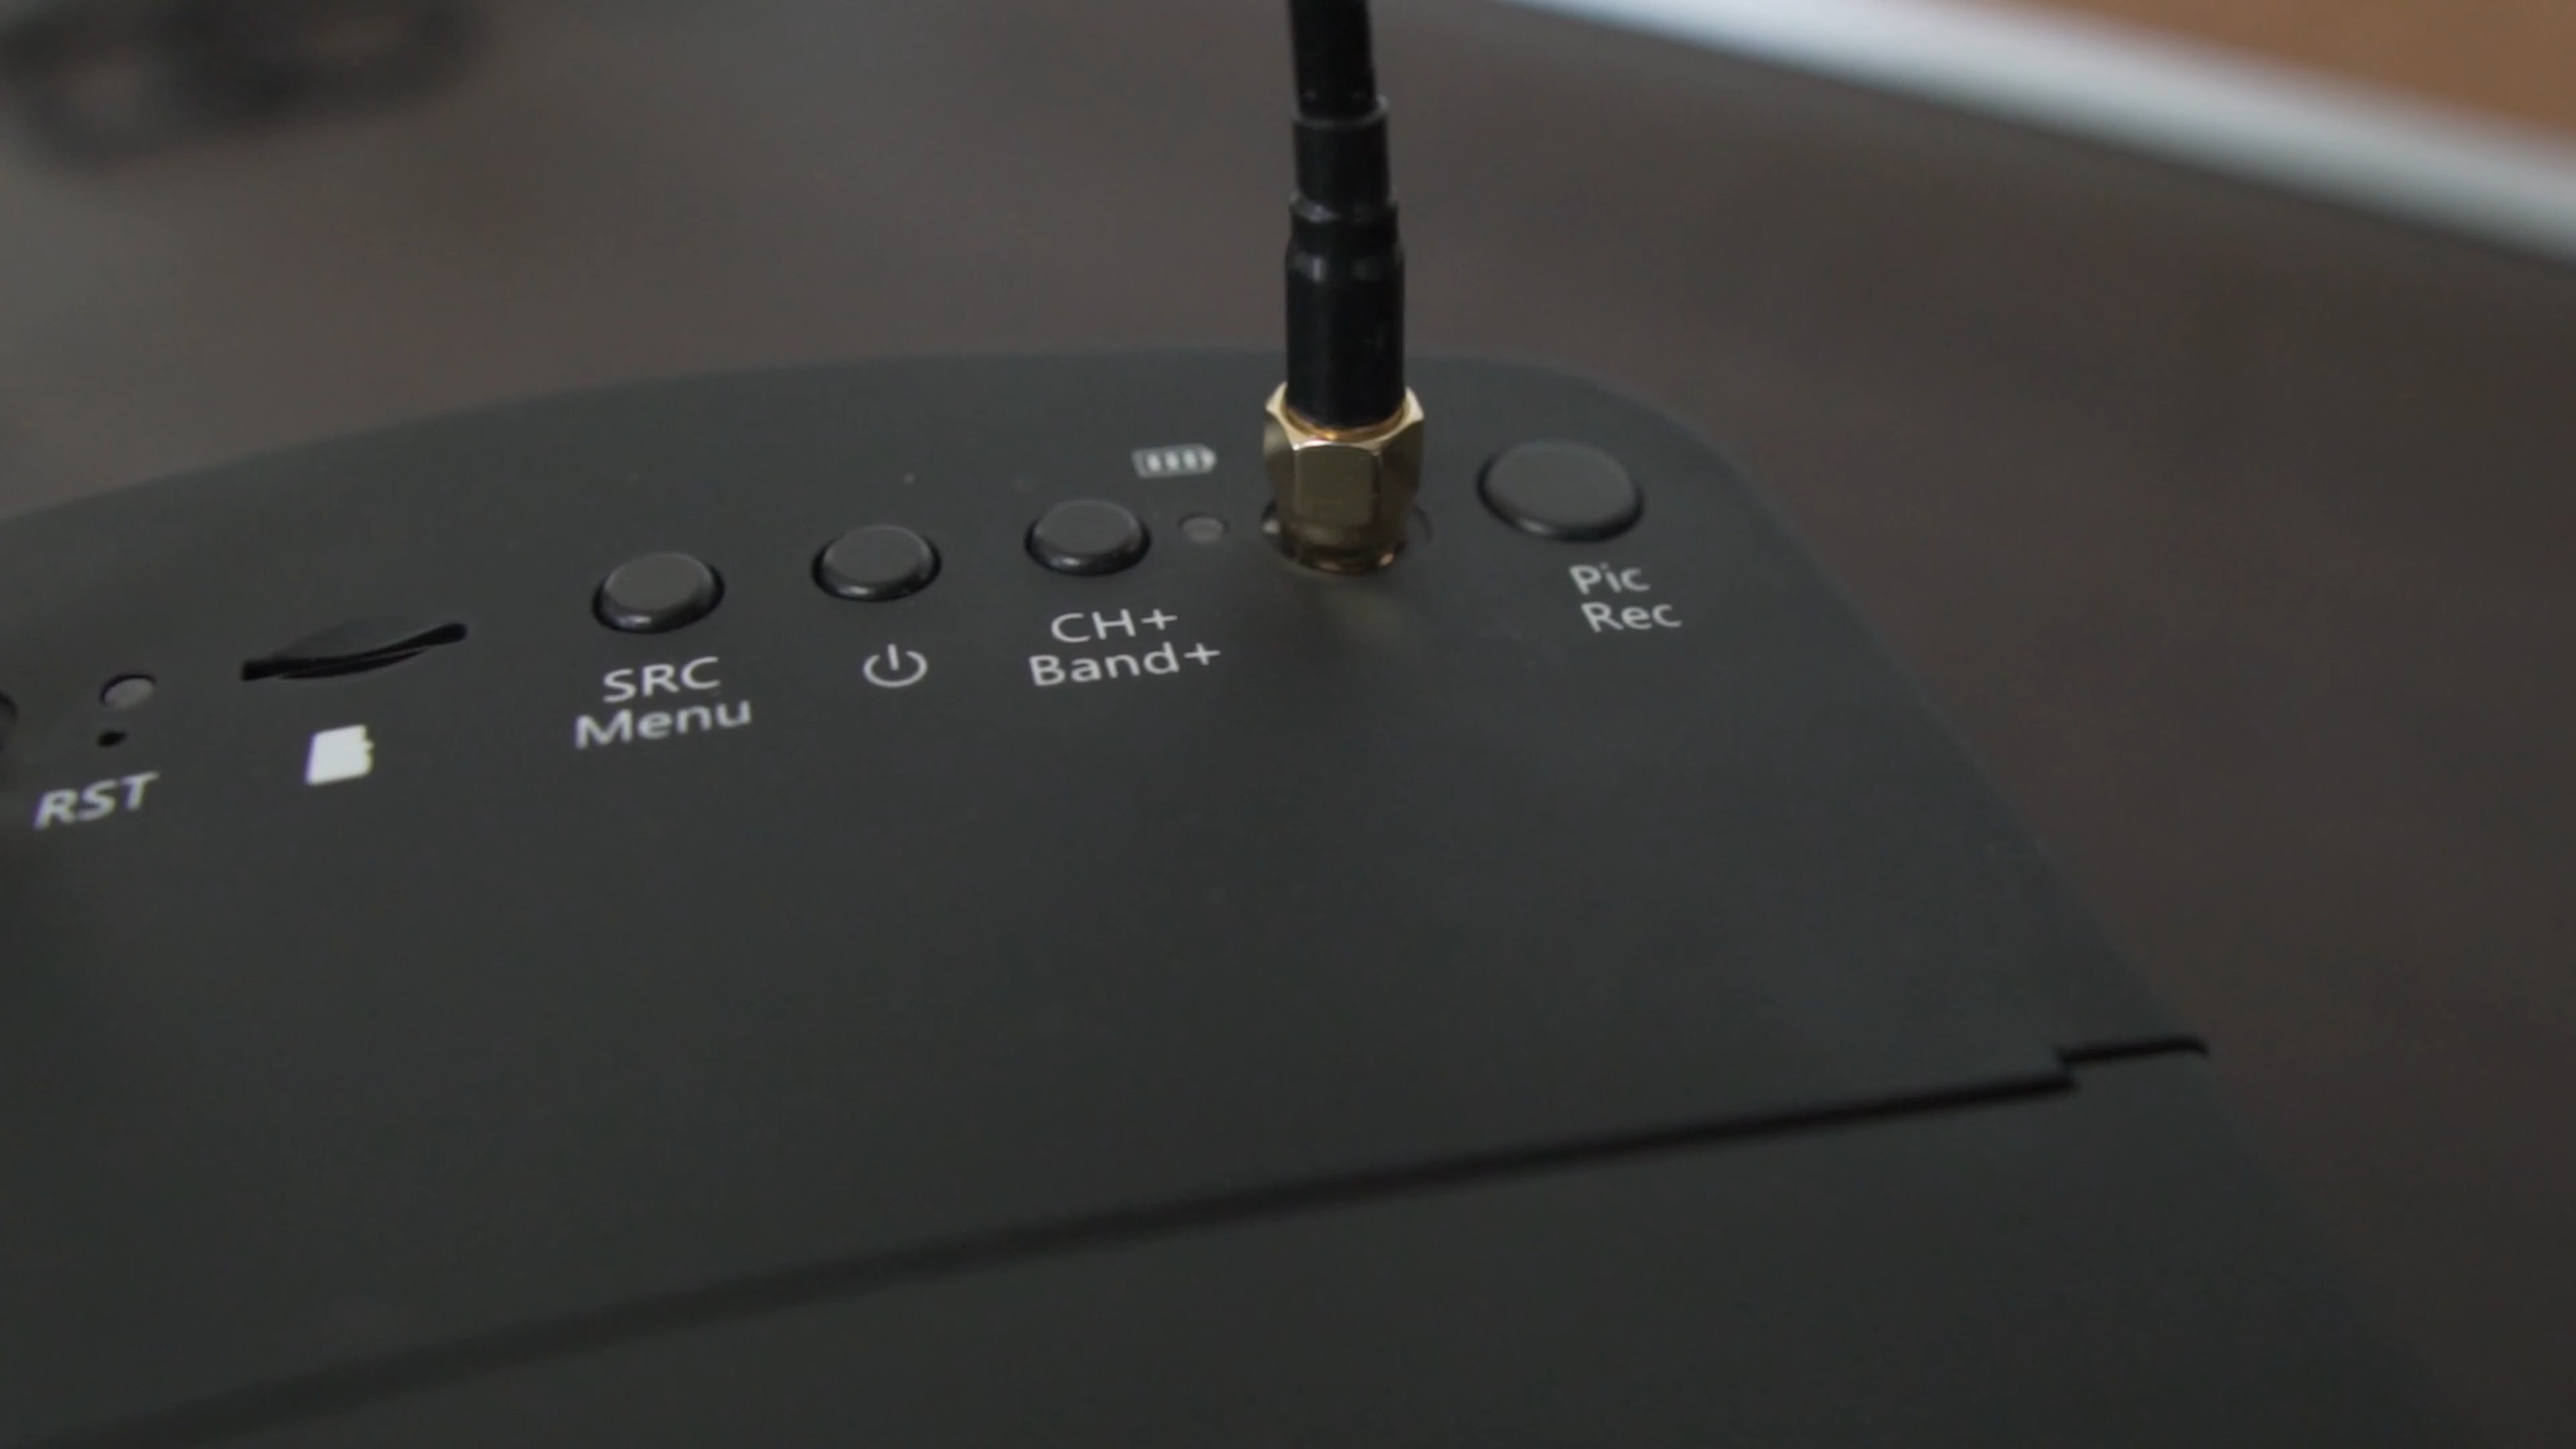 RST
SRC
Menu
CH+
Band+
Pic
Rec